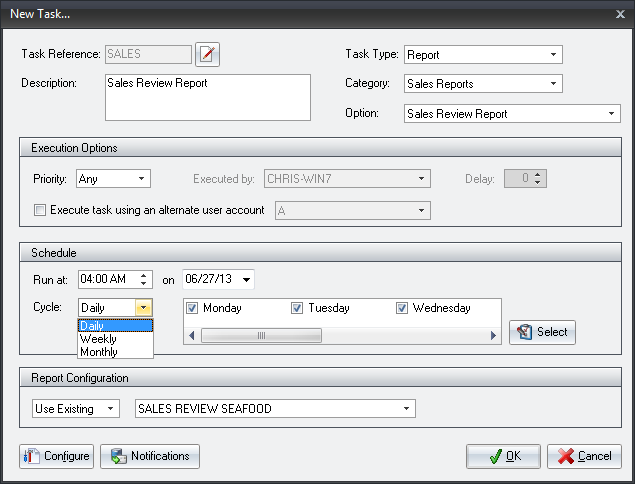 New Task...
Task Reference: SALES Task Type: Report
Description: Sales Review Report Category: Sales Reports
Option: Sales Review Report
Execution Options
Priority: Any Executed by: CHRIS-WIN7 Delay: 0
Execute task using an alternate user account A
Schedule
Run at: 04:00 AM on 06/27/13
Cycle: Daily Monday Tuesday Wednesday
Daily
Weekly
Monthly
Select
Report Configuration
Use Existing SALES REVIEW SEAFOOD
Configure Notifications OK Cancel